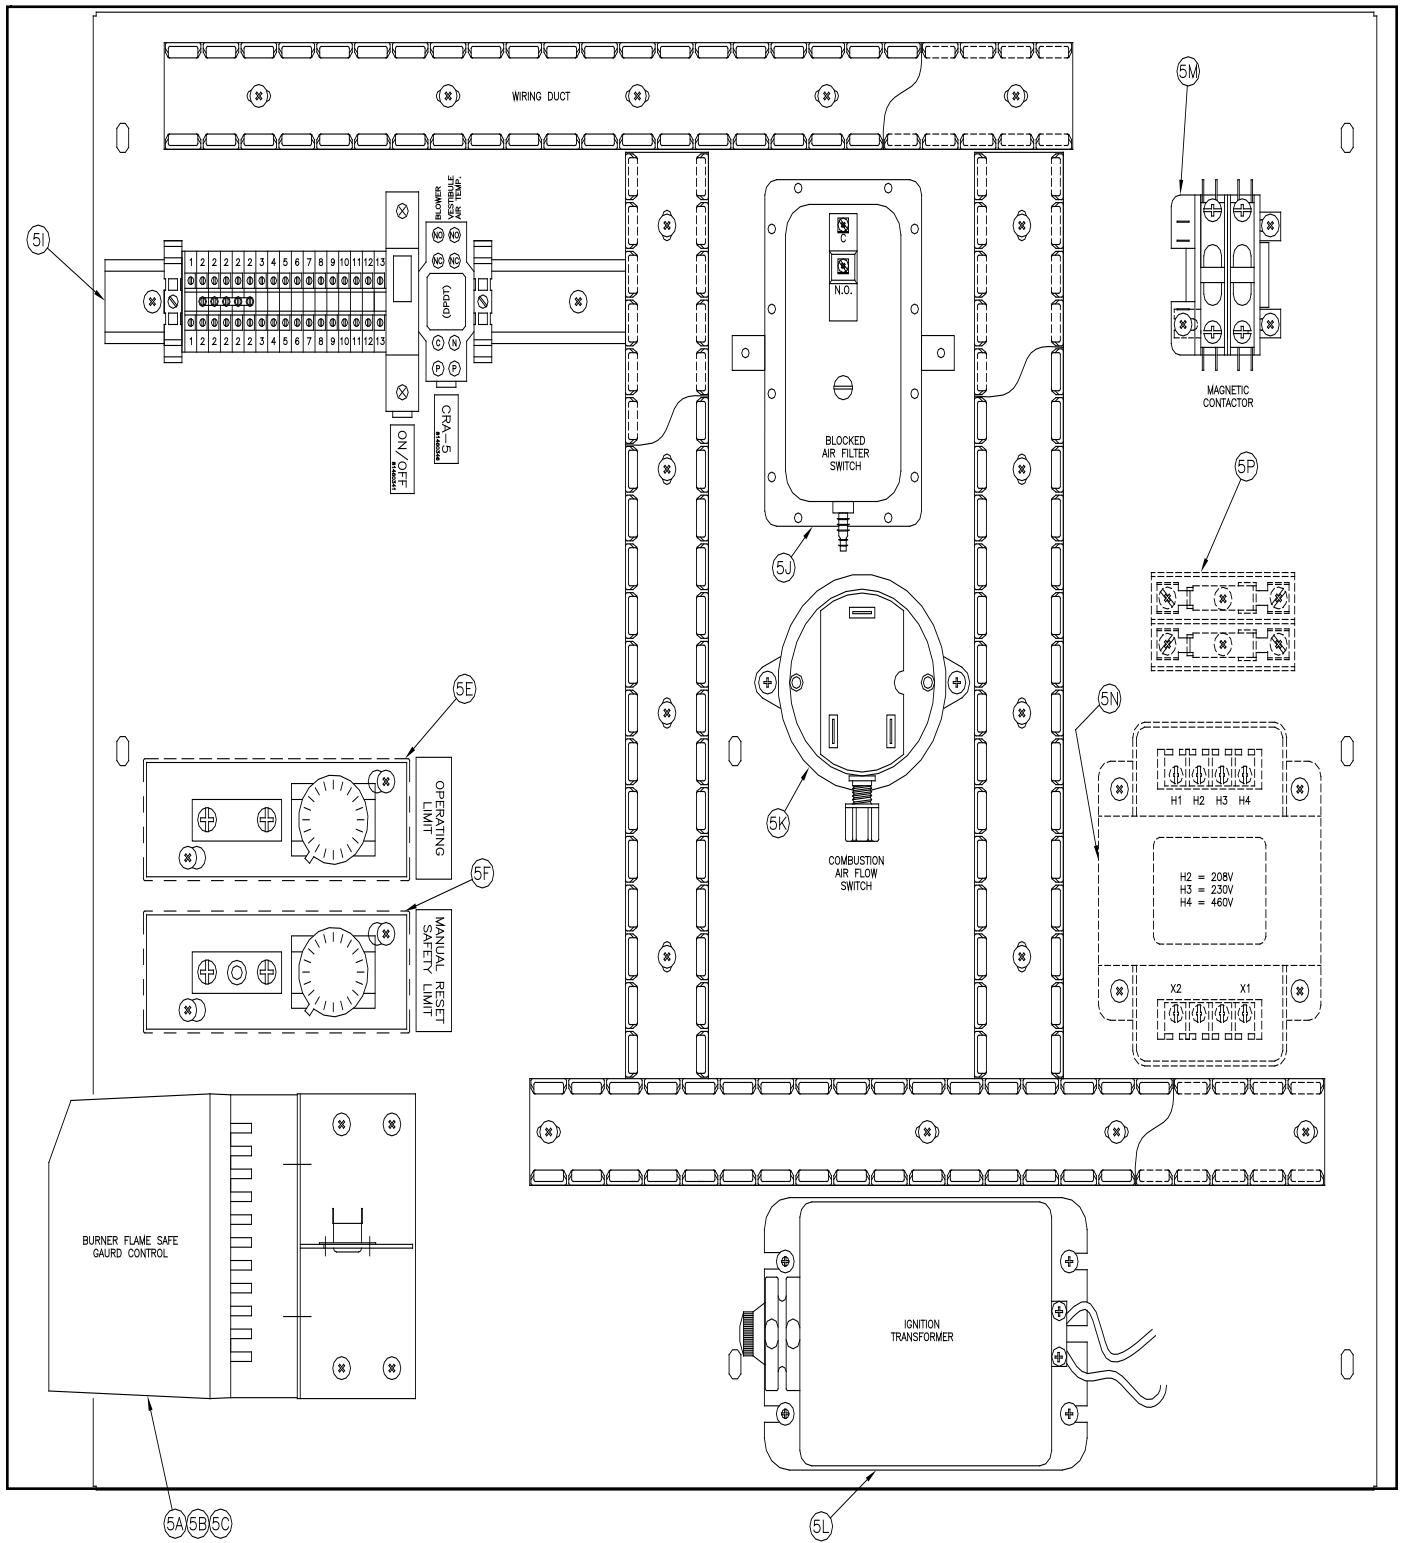 WIRING DUCT
5M
BLOWER
VESTIBULE
AIR TEMP.
5I
NO NO
NC NC
(DPDT)
C N
P P
1 2 2 2 2 2 3 4 5 6 7 8 9 10 11 12 13
1 2 2 2 2 2 3 4 5 6 7 8 9 10 11 12 13
CRA-5
ON/OFF
C
N.O.
BLOCKED
AIR FILTER
SWITCH
5J
MAGNETIC
CONTACTOR
5P
5N
H1 H2 H3 H4
H2 = 208V
H3 = 230V
H4 = 460V
X2 X1
5E
OPERATING
LIMIT
5F
MANUAL RESET
SAFETY LIMIT
5K
COMBUSTION
AIR FLOW
SWITCH
BURNER FLAME SAFE
GAURD CONTROL
IGNITION
TRANSFORMER
5A 5B 5C
5L